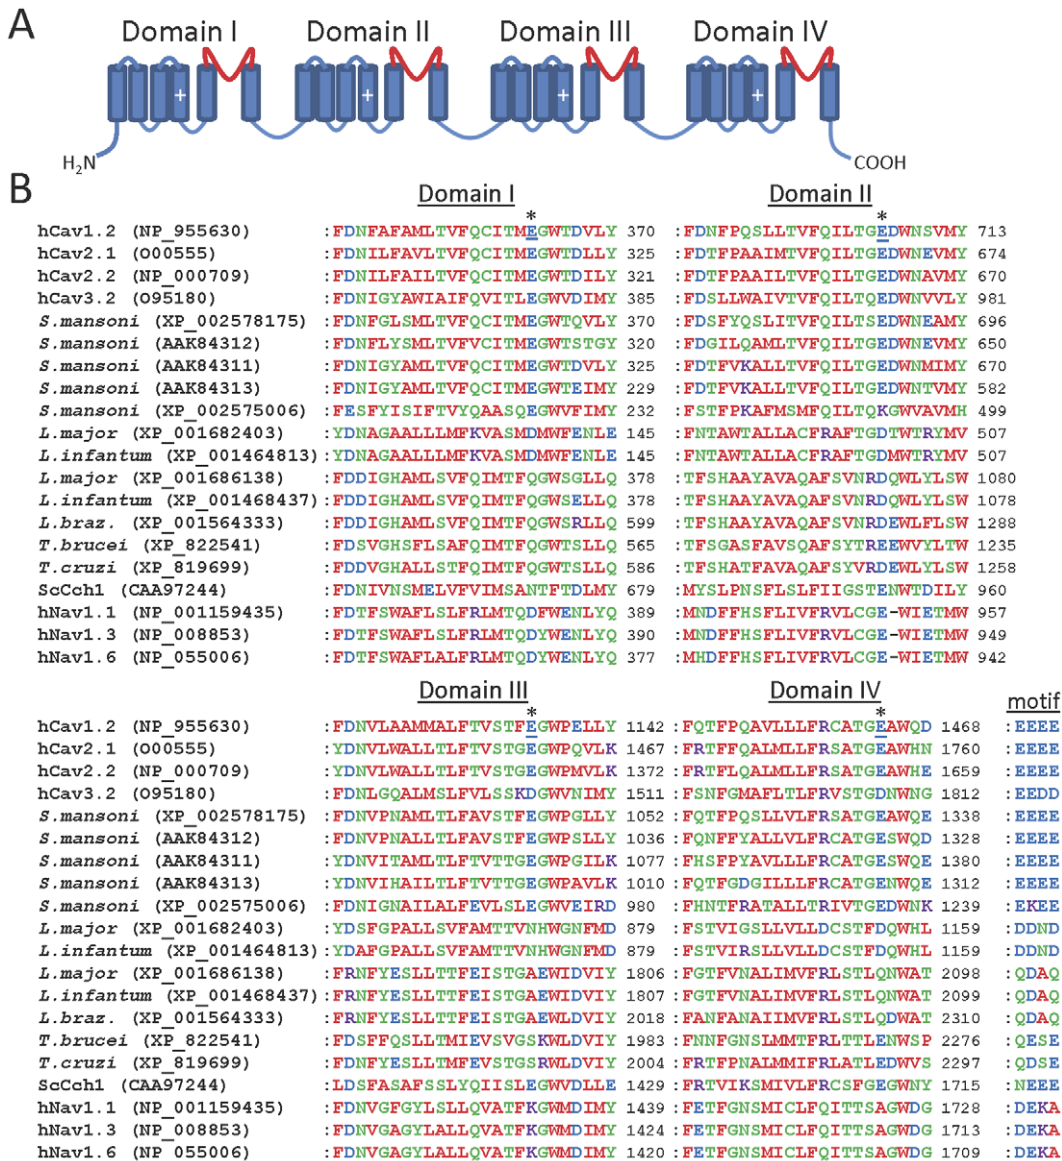 A
Domain I Domain II Domain III Domain IV
+ + + +
H2N COOH
B
Domain I Domain II
* *
hCav1.2 (NP_955630) :FDNFAFAMLTVFQCITMEGWTDVLY 370 :FDNFPQSLLTVFQILTGEDWNSVMY 713
hCav2.1 (O00555) :FDNILFAVLTVFQCITMEGWTDLLY 325 :FDTFPAAIMTVFQILTGEDWNEVMY 674
hCav2.2 (NP_000709) :FDNILFAILTVFQCITMEGWTDILY 321 :FDTFPAAILTVFQILTGEDWNAVMY 670
hCav3.2 (O95180) :FDNIGYAWIAIFQVITLEGWVDIMY 385 :FDSLLWAIVTVFQILTQEDWNVVLY 981
S.mansoni (XP_002578175) :FDNFGLSMLTVFQCITMEGWTQVLY 370 :FDSFYQSLITVFQILTSEDWNEAMY 696
S.mansoni (AAK84312) :FDNFLYSMLTVFVCITMEGWTSTGY 320 :FDGILQAMLTVFQILTGEDWNEVMY 650
S.mansoni (AAK84311) :FDNIGYAMLTVFQCITMEGWTDVLY 325 :FDTFVKALLTVFQILTGEDWNMIMY 670
S.mansoni (AAK84313) :FDNIGYAMLTVFQCITMEGWTEIMY 229 :FDTFVKALLTVFQILTGEDWNTVMY 582
S.mansoni (XP_002575006) :FESFYISIFTVYQAASQEGWVFIMY 232 :FSTFPKAFMSMFQILTQKGWVAVMH 499
L.major (XP_001682403) :YDNAGAALLLMFKVASMDMWFENLE 145 :FNTAWTALLACFRAFTGDTWTRYMV 507
L.infantum (XP_001464813) :YDNAGAALLLMFKVASMDMWFENLE 145 :FNTAWTALLACFRAFTGDMWTRYMV 507
L.major (XP_001686138) :FDDIGHAMLSVFQIMTFQGWSGLLQ 378 :TFSHAAYAVAQAFSVNRDQWLYLSW 1080
L.infantum (XP_001468437) :FDDIGHAMLSVFQIMTFQGWSELLQ 378 :TFSHAAYAVAQAFSVNRDQWLYLSW 1078
L.braz. (XP_001564333) :FDDIGHAMLSVFQIMTFQGWSRLLQ 599 :TFSHAAYAVAQAFSVNRDEWLFLSW 1288
T.brucei (XP_822541) :FDSVGHSFLSAFQIMTFQGWTSLLQ 565 :TFSGASFAVSQAFSYTREEWVYLTW 1235
T.cruzi (XP_819699) :FDDVGHALLSTFQIMTFQGWTSLLQ 586 :TFSHATFAVAQAFSYVRDEWLYLSW 1258
ScCch1 (CAA97244) :FDNIVNSMELVFVIMSANTFTDLMY 679 :MYSLPNSFLSLFIIGSTENWTDILY 960
hNav1.1 (NP_001159435) :FDTFSWAFLSLFRLMTQDFWENLYQ 389 :MNDFFHSFLIVFRVLCGE-WIETMW 957
hNav1.3 (NP_008853) :FDTFSWAFLSLFRLMTQDYWENLYQ 390 :MNDFFHSFLIVFRVLCGE-WIETMW 949
hNav1.6 (NP_055006) :FDTFSWAFLALFRLMTQDYWENLYQ 377 :MHDFFHSFLIVFRVLCGE-WIETMW 942
Domain III Domain IV motif
* *
hCav1.2 (NP_955630) :FDNVLAAMMALFTVSTFEGWPELLY 1142 :FQTFPQAVLLLFRCATGEAWQD 1468 :EEEE
hCav2.1 (O00555) :YDNVLWALLTLFTVSTGEGWPQVLK 1467 :FRTFFQALMLLFRSATGEAWHN 1760 :EEEE
hCav2.2 (NP_000709) :YDNVLWALLTLFTVSTGEGWPMVLK 1372 :FRTFLQALMLLFRSATGEAWHE 1659 :EEEE
hCav3.2 (O95180) :FDNLGQALMSLFVLSSKDGWVNIMY 1511 :FSNFGMAFLTLFRVSTGDNWNG 1812 :EEDD
S.mansoni (XP_002578175) :FDNVPNAMLTLFAVSTFEGWPGLLY 1052 :FQTFPQSLLVLFRSATGEAWQE 1338 :EEEE
S.mansoni (AAK84312) :FDNVPNALLTLFTVSTFEGWPSLLY 1036 :FQNFFYALLVLFRCATGESWQD 1328 :EEEE
S.mansoni (AAK84311) :YDNVITAMLTLFTVTTGEGWPGILK 1077 :FHSFPYAVLVLFRCATGESWQE 1380 :EEEE
S.mansoni (AAK84313) :YDNVIHAILTLFTVTTGEGWPAVLK 1010 :FQTFGDGILLLFRCATGENWQE 1312 :EEEE
S.mansoni (XP_002575006) :FDNIGNAILALFEVLSLEGWVEIRD 980 :FHNTFRATALLTRIVTGEDWNK 1239 :EKEE
L.major (XP_001682403) :YDSFGPALLSVFAMTTVNHWGNFMD 879 :FSTVIGSLLVLLDCSTFDQWHL 1159 :DDND
L.infantum (XP_001464813) :YDAFGPALLSVFAMTTVNHWGNFMD 879 :FSTVIRSLLVLLDCSTFDQWHL 1159 :DDND
L.major (XP_001686138) :FRNFYESLLTTFEISTGAEWIDVIY 1806 :FGTFVNALIMVFRLSTLQNWAT 2098 :QDAQ
L.infantum (XP_001468437) :FRNFYESLLTTFEISTGAEWIDVIY 1807 :FGTFVNALIMVFRLSTLQNWAT 2099 :QDAQ
L.braz. (XP_001564333) :FRNFYESLLTTFEISTGAEWLDVIY 2018 :FANFANAIIMVFRLSTLQDWAT 2310 :QDAQ
T.brucei (XP_822541) :FDSFFQSLLTMIEVSVGSKWLDVIY 1983 :FNNFGNSLMMTFRLTTLENWSP 2276 :QESE
T.cruzi (XP_819699) :FDNFYESLLTMFEVSTGSRWLDVIY 2004 :FRTFPNALMMIFRLATLEDWVS 2297 :QDSE
ScCch1 (CAA97244) :LDSFASAFSSLYQIISLEGWVDLLE 1429 :FRTVIKSMIVLFRCSFGEGWNY 1715 :NEEE
hNav1.1 (NP_001159435) :FDNVGFGYLSLLQVATFKGWMDIMY 1439 :FETFGNSMICLFQITTSAGWDG 1728 :DEKA
hNav1.3 (NP_008853) :FDNVGAGYLALLQVATFKGWMDIMY 1424 :FETFGNSMICLFQITTSAGWDG 1713 :DEKA
hNav1.6 (NP_055006) :FDNVGAGYLALLQVATFKGWMDIMY 1420 :FETFGNSMICLFQITTSAGWDG 1709 :DEKA